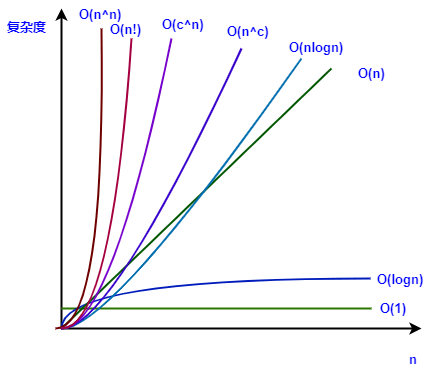 O(n^n)
O(n!)
O(c^n)
O(n^c)
复杂度
O(nlogn)
O(n)
O(logn)
O(1)
n